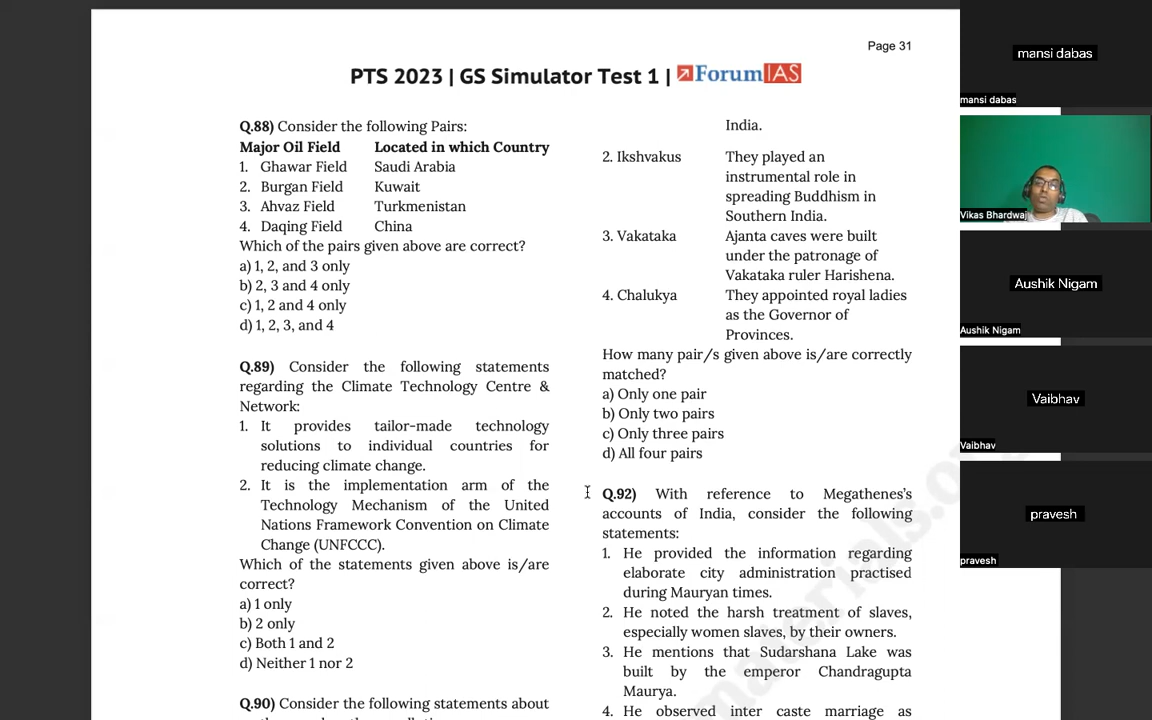 Page 31
PTS 2023 | GS Simulator Test 1 | ForumIAS
Q.88) Consider the following Pairs:
Major Oil Field Located in which Country
1. Ghawar Field Saudi Arabia
2. Burgan Field Kuwait
3. Ahvaz Field Turkmenistan
4. Daqing Field China
Which of the pairs given above are correct?
a) 1, 2, and 3 only
b) 2, 3 and 4 only
c) 1, 2 and 4 only
d) 1, 2, 3, and 4
Q.89) Consider the following statements
regarding the Climate Technology Centre &
Network:
1. It provides tailor-made technology
solutions to individual countries for
reducing climate change.
2. It is the implementation arm of the
Technology Mechanism of the United
Nations Framework Convention on Climate
Change (UNFCCC).
Which of the statements given above is/are
correct?
a) 1 only
b) 2 only
c) Both 1 and 2
d) Neither 1 nor 2
Q.90) Consider the following statements about
India.
2. Ikshvakus They played an
instrumental role in
spreading Buddhism in
Southern India.
3. Vakataka Ajanta caves were built
under the patronage of
Vakataka ruler Harishena.
4. Chalukya They appointed royal ladies
as the Governor of
Provinces.
How many pair/s given above is/are correctly
matched?
a) Only one pair
b) Only two pairs
c) Only three pairs
d) All four pairs
Q.92) With reference to Megathenes's
accounts of India, consider the following
statements:
1. He provided the information regarding
elaborate city administration practised
during Mauryan times.
2. He noted the harsh treatment of slaves,
especially women slaves, by their owners.
3. He mentions that Sudarshana Lake was
built by the emperor Chandragupta
Maurya.
4. He observed inter caste marriage as
mansi dabas
mansi dabas
Vikas Bhardwaj
Aushik Nigam
Aushik Nigam
Vaibhav
Vaibhav
pravesh
pravesh